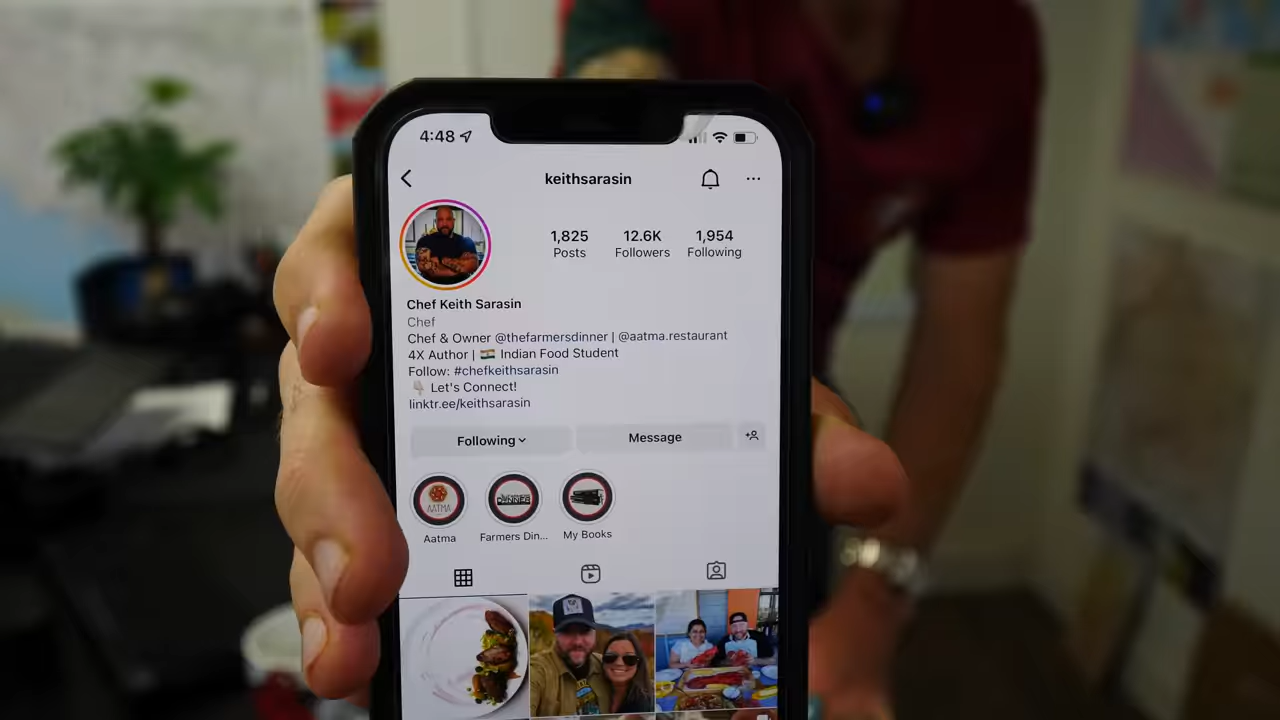 4:48
keithsarasin
1,825 12.6K 1,954
Posts Followers Following
Chef Keith Sarasin
Chef
Chef & Owner @thefarmersdinner | @aatma.restaurant
4X Author | 🇮🇳 Indian Food Student
Follow: #chefkeithsarasin
👇🏻 Let's Connect!
linktr.ee/keithsarasin
Following Message
AATMA DINNER
Aatma Farmers Din... My Books